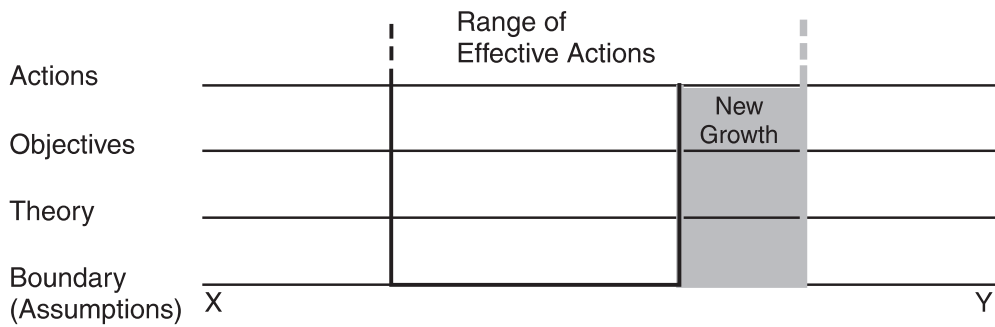 Range of
Effective Actions
Actions
New
Growth
Objectives
Theory
Boundary
(Assumptions)
X
Y